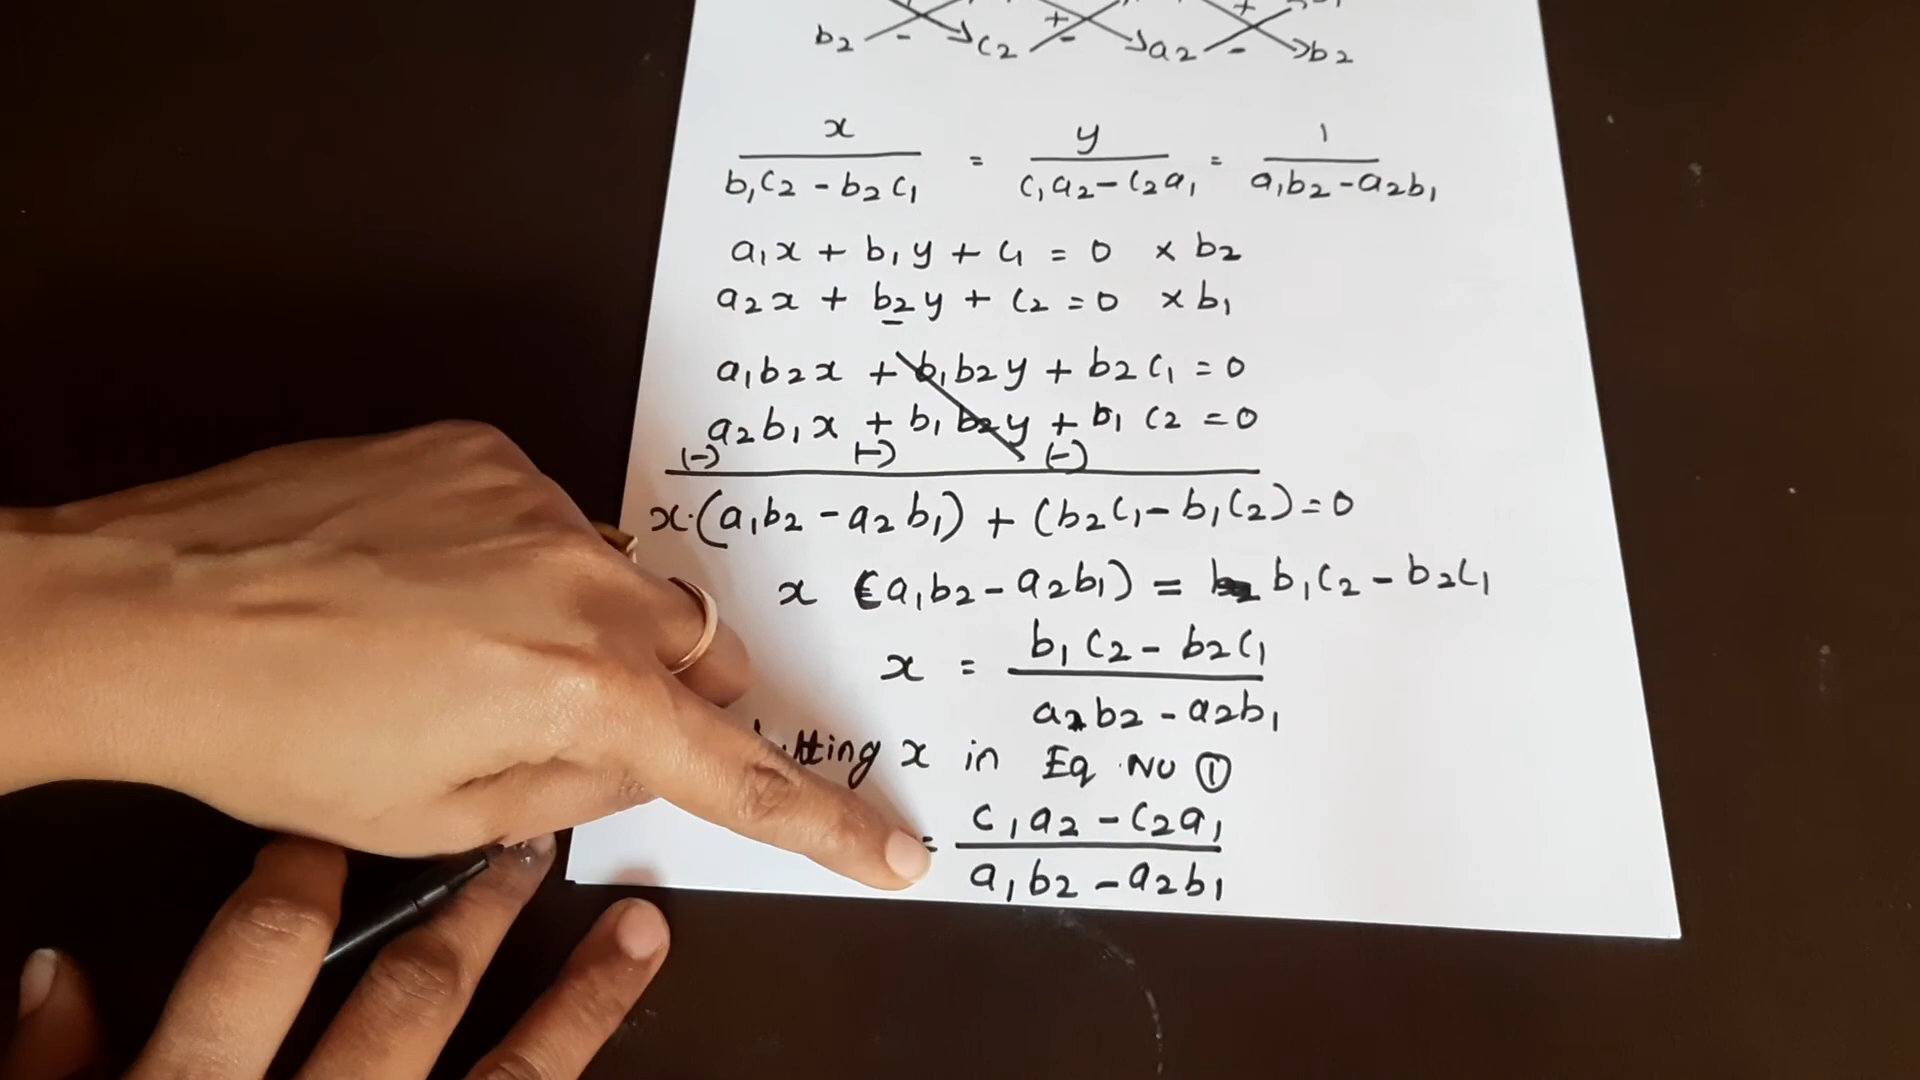 b2 - c2 + - a2 + - b2
x / b1c2 - b2c1 = y / c1a2 - c2a1 = 1 / a1b2 - a2b1
a1x + b1y + c1 = 0 × b2
a2x + b2y + c2 = 0 × b1
a1b2x + b1b2y + b2c1 = 0
a2b1x + b1b2y + b1c2 = 0
(-) (-) (-)
x·(a1b2 - a2b1) + (b2c1 - b1c2) = 0
x (a1b2 - a2b1) = b1c2 - b2c1
x = b1c2 - b2c1 / a2b2 - a2b1
x in Eq No ①
= c1a2 - c2a1 / a1b2 - a2b1